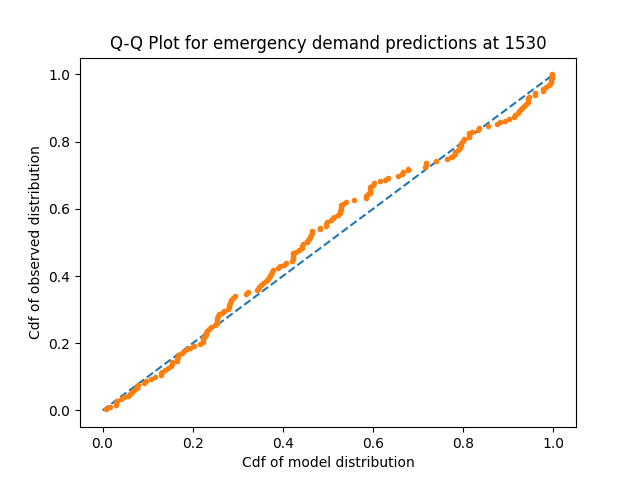 Q-Q Plot for emergency demand predictions at 1530
1.0
0.8
0.6
0.4
0.2
0.0
Cdf of observed distribution
0.0 0.2 0.4 0.6 0.8 1.0
Cdf of model distribution